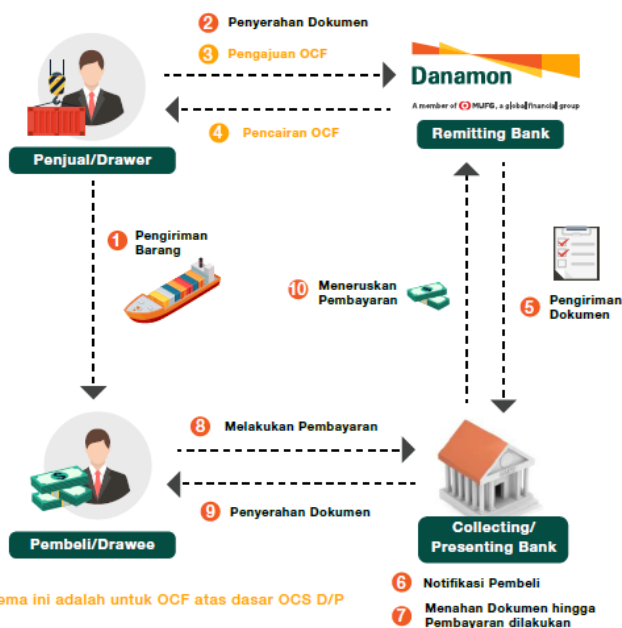 2 Penyerahan Dokumen
3 Pengajuan OCF
Danamon
A member of MUFG, a global financial group
4 Pencairan OCF
Remitting Bank
Penjual/Drawer
1 Pengiriman
Barang
10 Meneruskan
Pembayaran
5 Pengiriman
Dokumen
8 Melakukan Pembayaran
9 Penyerahan Dokumen
Pembeli/Drawee
Collecting/
Presenting Bank
6 Notifikasi Pembeli
ema ini adalah untuk OCF atas dasar OCS D/P
7 Menahan Dokumen hingga
Pembayaran dilakukan